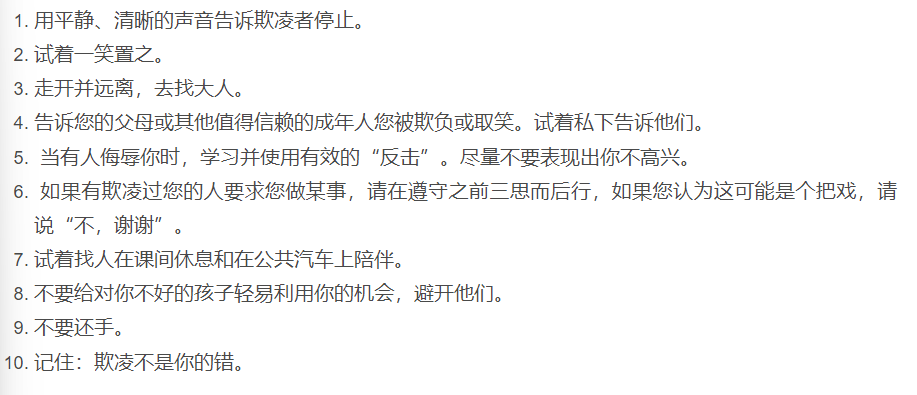 1. 用平静、清晰的声音告诉欺凌者停止。
2. 试着一笑置之。
3. 走开并远离，去找大人。
4. 告诉您的父母或其他值得信赖的成年人您被欺负或取笑。试着私下告诉他们。
5. 当有人侮辱你时，学习并使用有效的“反击”。尽量不要表现出你不高兴。
6. 如果有欺凌过您的人要求您做某事，请在遵守之前三思而后行，如果您认为这可能是个把戏，请
说“不，谢谢”。
7. 试着找人在课间休息和在公共汽车上陪伴。
8. 不要给对你不好的孩子轻易利用你的机会，避开他们。
9. 不要还手。
10. 记住：欺凌不是你的错。